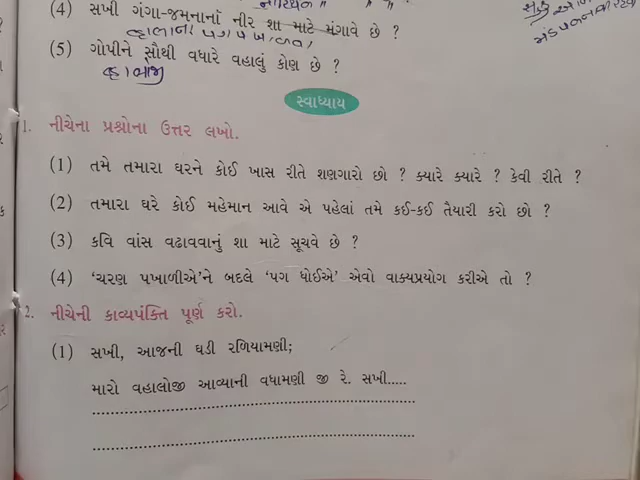 (4) સખી ગંગા-જમનાનાં નીર શા માટે મંગાવે છે ?
(5) ગોપીને સૌથી વધારે વહાલું કોણ છે ?
સ્વાધ્યાય
1. નીચેના પ્રશ્નોના ઉત્તર લખો.
(1) તમે તમારા ઘરને કોઈ ખાસ રીતે શણગારો છો ? ક્યારે ક્યારે ? કેવી રીતે ?
(2) તમારા ઘરે કોઈ મહેમાન આવે એ પહેલાં તમે કઈ-કઈ તૈયારી કરો છો ?
(3) કવિ વાંસ વઢાવવાનું શા માટે સૂચવે છે ?
(4) ‘ચરણ પખાળીએ’ને બદલે ‘પગ ધોઈએ’ એવો વાક્યપ્રયોગ કરીએ તો ?
2. નીચેની કાવ્યપંક્તિ પૂર્ણ કરો.
(1) સખી, આજની ઘડી રળિયામણી;
મારો વહાલોજી આવ્યાની વધામણી જી રે. સખી.....